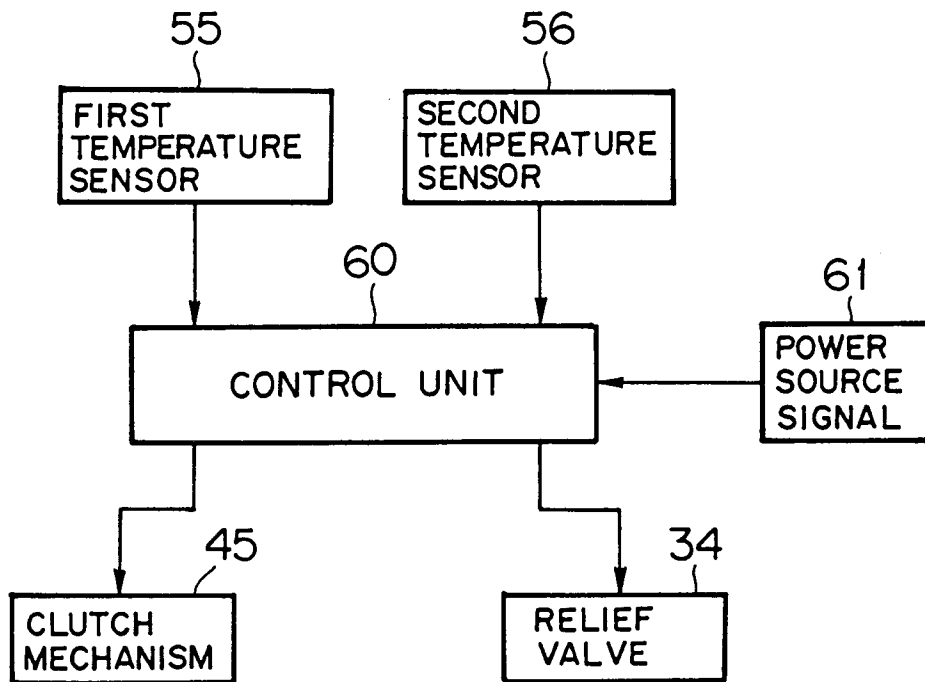 55
56
FIRST
TEMPERATURE
SENSOR
SECOND
TEMPERATURE
SENSOR
60
61
CONTROL UNIT
POWER
SOURCE
SIGNAL
45
34
CLUTCH
MECHANISM
RELIEF
VALVE